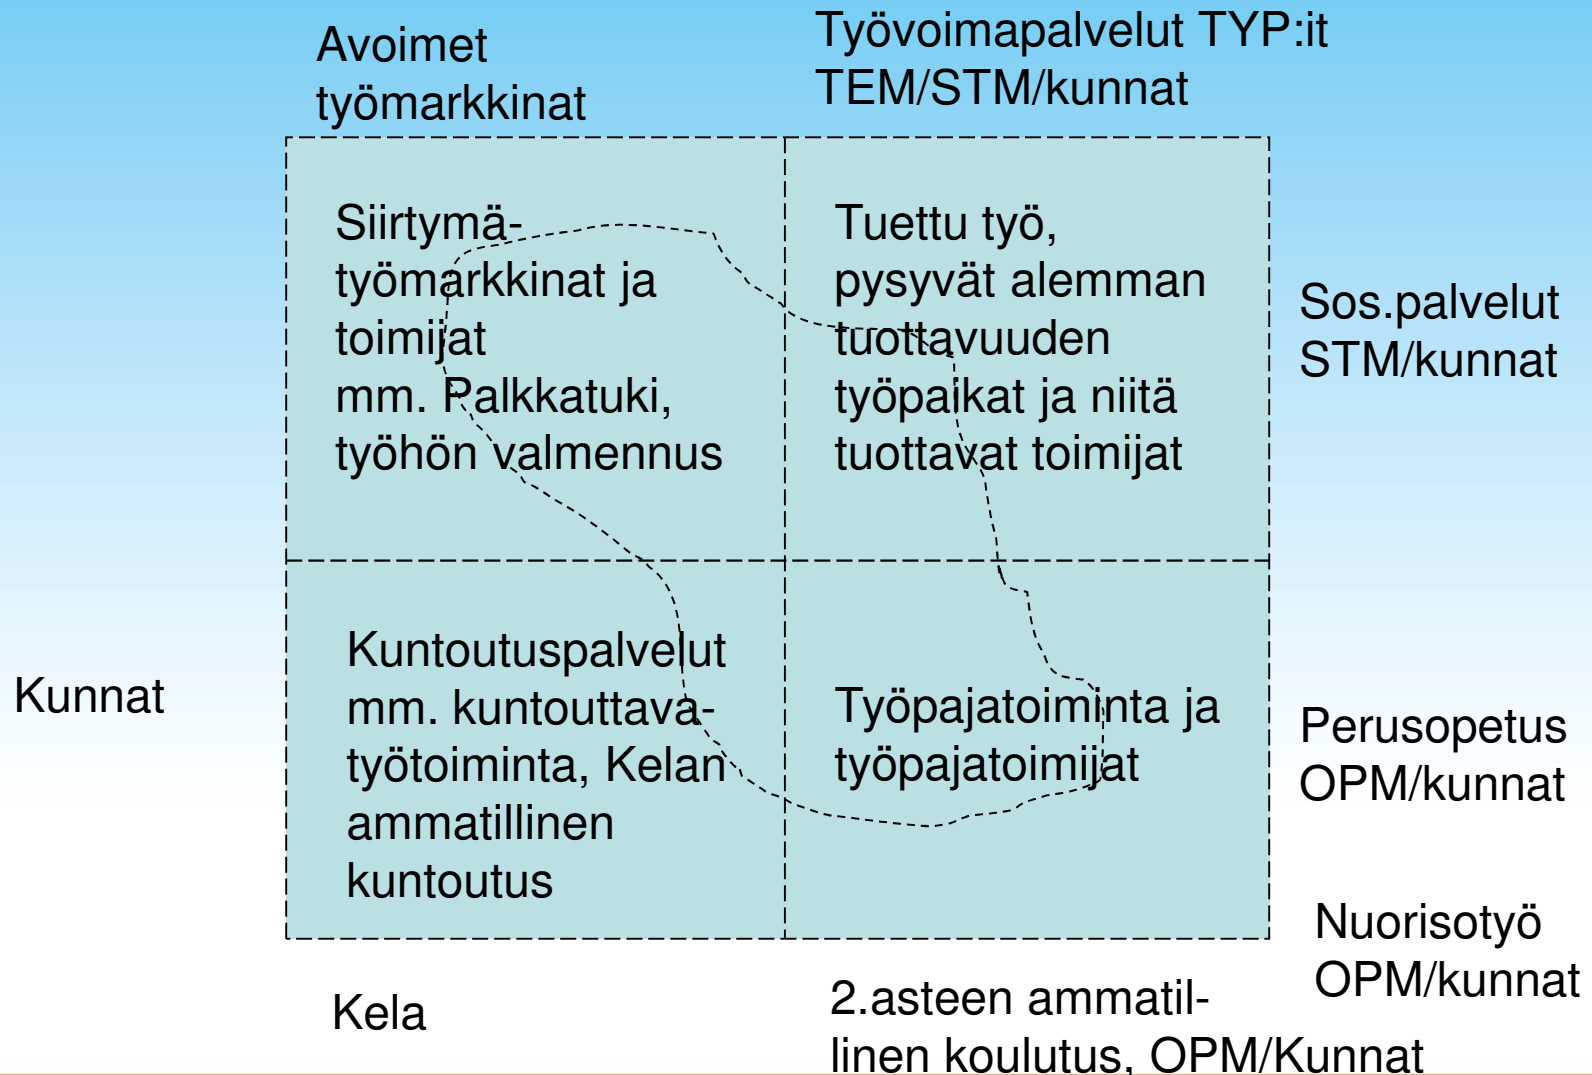 Avoimet
työmarkkinat
Työvoimapalvelut TYP:it
TEM/STM/kunnat
Siirtymä-
työmarkkinat ja
toimijat
mm. Palkkatuki,
työhön valmennus
Tuettu työ,
pysyvät alemman
tuottavuuden
työpaikat ja niitä
tuottavat toimijat
Sos.palvelut
STM/kunnat
Kunnat
Kuntoutuspalvelut
mm. kuntouttava-
työtoiminta, Kelan
ammatillinen
kuntoutus
Työpajatoiminta ja
työpajatoimijat
Perusopetus
OPM/kunnat
Nuorisotyö
OPM/kunnat
Kela
2.asteen ammatil-
linen koulutus, OPM/Kunnat